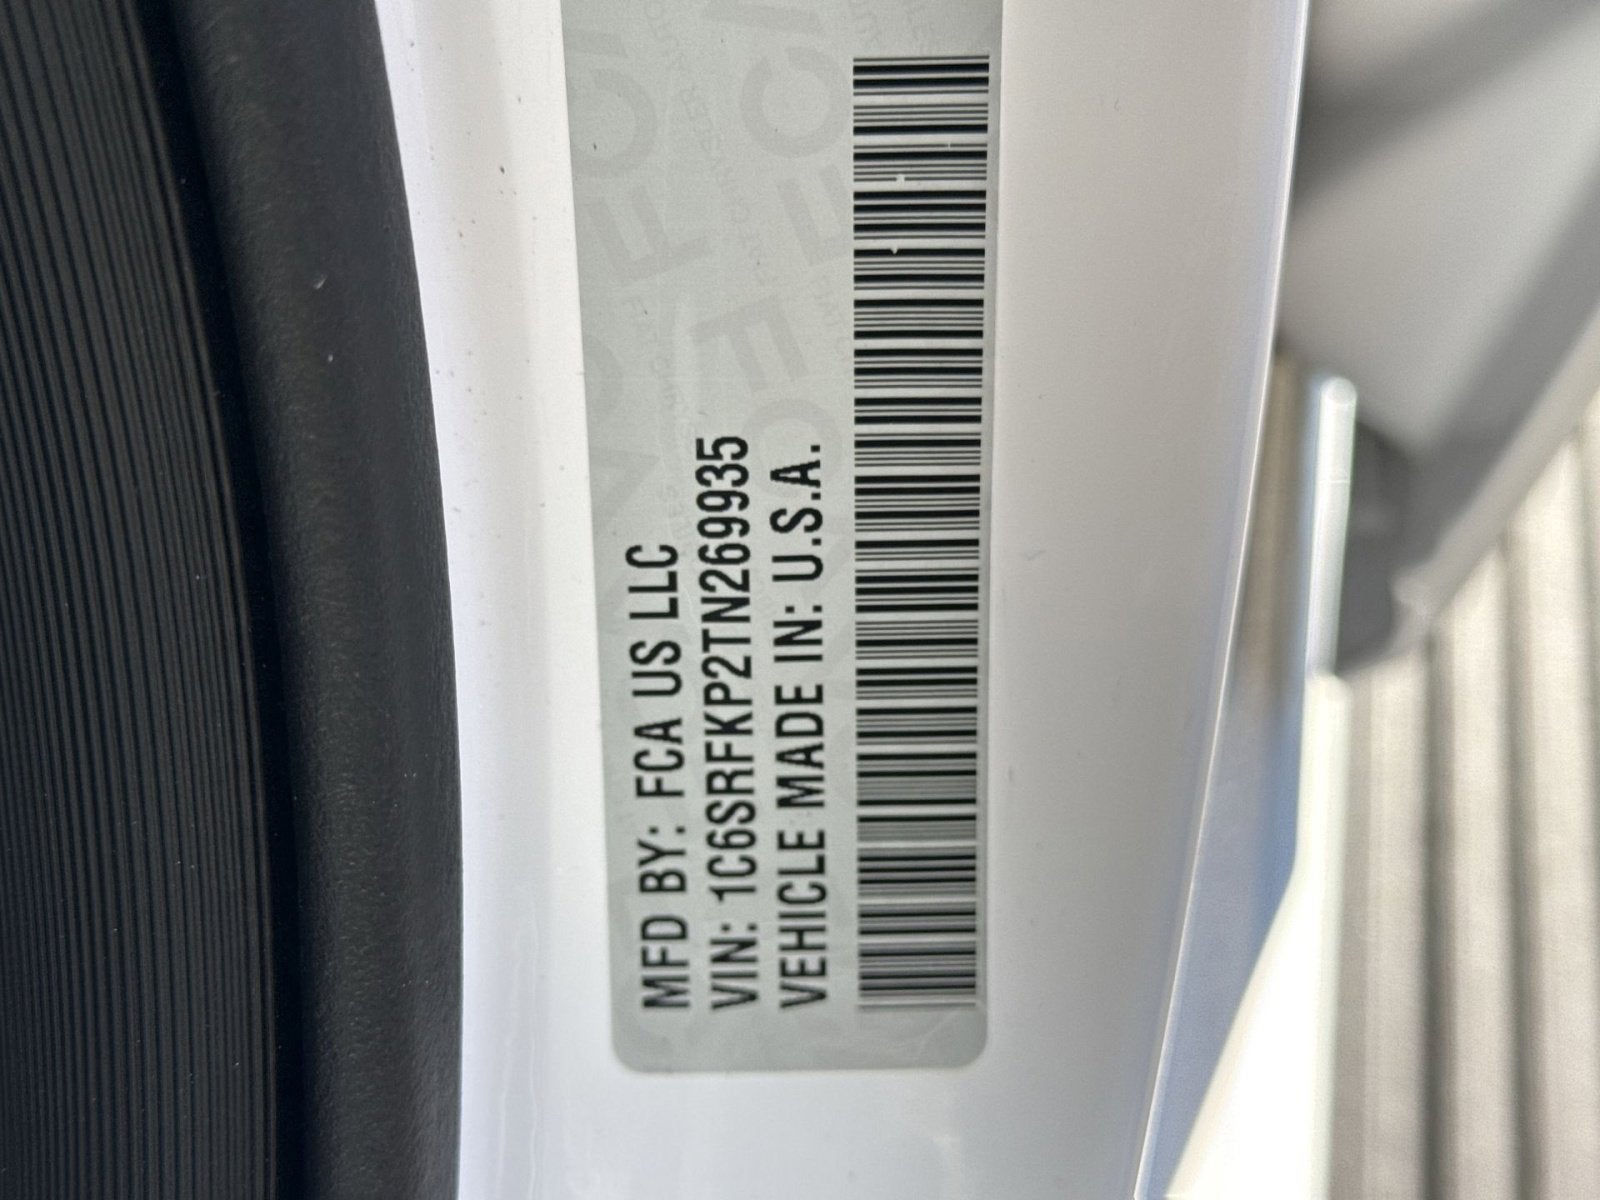 MFD BY: FCA US LLC
VIN: 1C6SRFKP2TN269935
VEHICLE MADE IN: U.S.A.